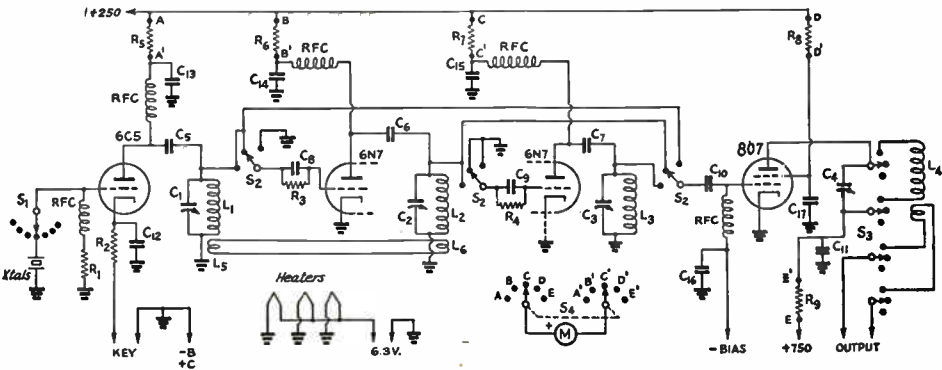 1+250 A B C D
R5 R6 R7 R8
A' B' C' D'
RFC RFC
C13 C14 C15
RFC
6C5 C5 C6 C7 807
6N7 6N7
S2 C8 R3
S2 C9 R4
S2 C10
S1 RFC C1 L1 C2 L2 C3 L3 RFC C17 C4 L4
R2 C12 S3
Xtals R1 L5 L6 C16 C11
Heaters
A B C D E A' B' C' D' E'
S4
E' R9 E
+ M
KEY -B
+C
6.3V. -BIAS +750 OUTPUT